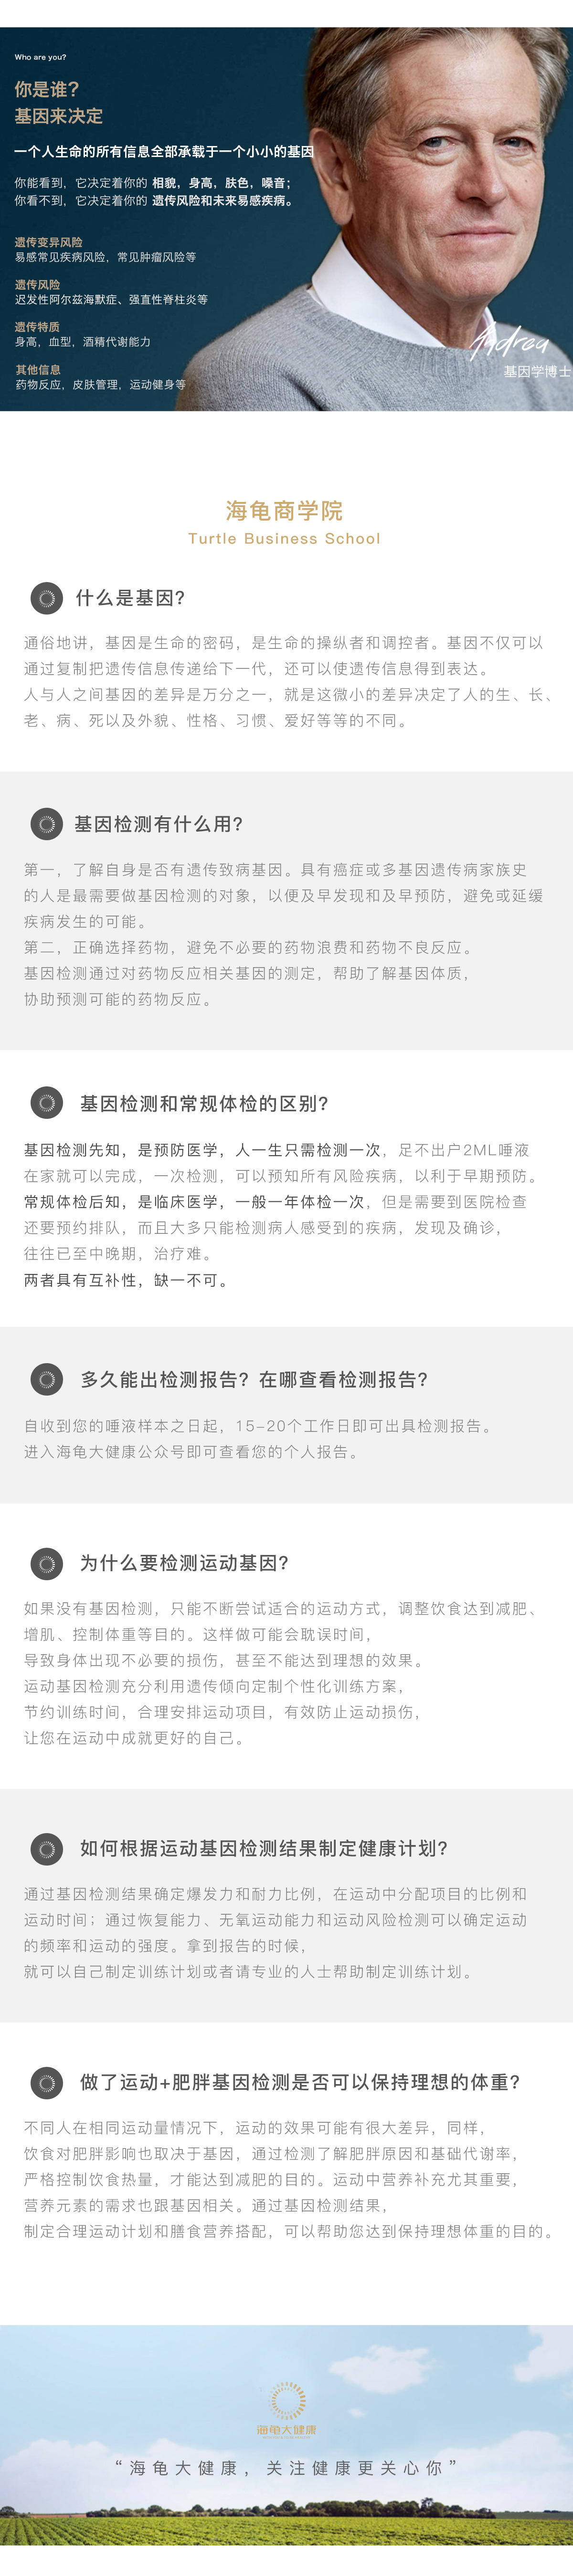 Who are you?
你是谁?
基因来决定
一个人生命的所有信息全部承载于一个小小的基因
你能看到，它决定着你的 相貌，身高，肤色，嗓音；
你看不到，它决定着你的 遗传风险和未来易感疾病。
遗传变异风险
易感常见疾病风险，常见肿瘤风险等
遗传风险
迟发性阿尔兹海默症、强直性脊柱炎等
遗传特质
身高，血型，酒精代谢能力
其他信息
药物反应，皮肤管理，运动健身等
Andrea
基因学博士
海龟商学院
Turtle Business School
什么是基因?
通俗地讲，基因是生命的密码，是生命的操纵者和调控者。基因不仅可以
通过复制把遗传信息传递给下一代，还可以使遗传信息得到表达。
人与人之间基因的差异是万分之一，就是这微小的差异决定了人的生、长、
老、病、死以及外貌、性格、习惯、爱好等等的不同。
基因检测有什么用?
第一，了解自身是否有遗传致病基因。具有癌症或多基因遗传病家族史
的人是最需要做基因检测的对象，以便及早发现和及早预防，避免或延缓
疾病发生的可能。
第二，正确选择药物，避免不必要的药物浪费和药物不良反应。
基因检测通过对药物反应相关基因的测定，帮助了解基因体质，
协助预测可能的药物反应。
基因检测和常规体检的区别?
基因检测先知，是预防医学，人一生只需检测一次，足不出户2ML唾液
在家就可以完成，一次检测，可以预知所有风险疾病，以利于早期预防。
常规体检后知，是临床医学，一般一年体检一次，但是需要到医院检查
还要预约排队，而且大多只能检测病人感受到的疾病，发现及确诊，
往往已至中晚期，治疗难。
两者具有互补性，缺一不可。
多久能出检测报告? 在哪查看检测报告?
自收到您的唾液样本之日起，15-20个工作日即可出具检测报告。
进入海龟大健康公众号即可查看您的个人报告。
为什么要检测运动基因?
如果没有基因检测，只能不断尝试适合的运动方式，调整饮食达到减肥、
增肌、控制体重等目的。这样做可能会耽误时间，
导致身体出现不必要的损伤，甚至不能达到理想的效果。
运动基因检测充分利用遗传倾向定制个性化训练方案，
节约训练时间，合理安排运动项目，有效防止运动损伤，
让您在运动中成就更好的自己。
如何根据运动基因检测结果制定健康计划?
通过基因检测结果确定爆发力和耐力比例，在运动中分配项目的比例和
运动时间；通过恢复能力、无氧运动能力和运动风险检测可以确定运动
的频率和运动的强度。拿到报告的时候，
就可以自己制定训练计划或者请专业的人士帮助制定训练计划。
做了运动+肥胖基因检测是否可以保持理想的体重?
不同人在相同运动量情况下，运动的效果可能有很大差异，同样，
饮食对肥胖影响也取决于基因，通过检测了解肥胖原因和基础代谢率，
严格控制饮食热量，才能达到减肥的目的。运动中营养补充尤其重要，
营养元素的需求也跟基因相关。通过基因检测结果，
制定合理运动计划和膳食营养搭配，可以帮助您达到保持理想体重的目的。
海龟大健康
“海龟大健康，关注健康更关心你”